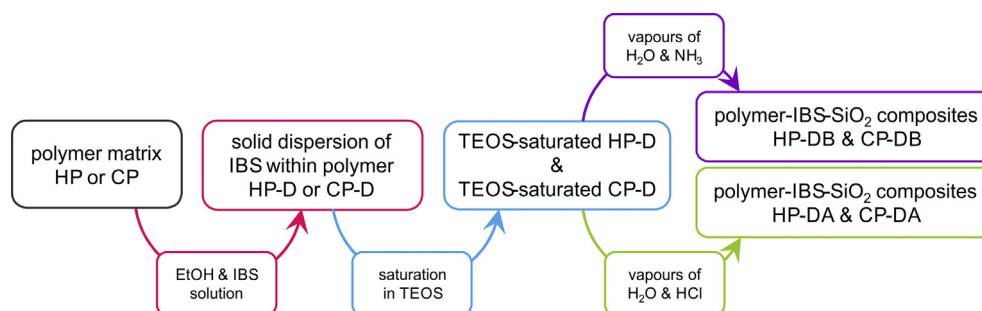 polymer matrix
HP or CP
EtOH & IBS
solution
solid dispersion of
IBS within polymer
HP-D or CP-D
saturation
in TEOS
TEOS-saturated HP-D
&
TEOS-saturated CP-D
vapours of
H₂O & NH₃
polymer-IBS-SiO₂ composites
HP-DB & CP-DB
vapours of
H₂O & HCl
polymer-IBS-SiO₂ composites
HP-DA & CP-DA